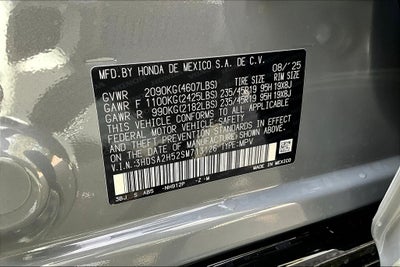 MFD.BY HONDA DE MEXICO S.A. DE C.V. 08/'25
GVWR 2090KG(4607LBS) TIRE SIZE RIM SIZE
GAWR F 1100KG(2425LBS) 235/45R19 95H 19X8J
GAWR R 990KG(2182LBS) 235/45R19 95H 19X8J
THIS VEHICLE CONFORMS TO ALL APPLICABLE
FEDERAL MOTOR VEHICLE SAFETY AND THEFT
PREVENTION STANDARDS IN EFFECT ON THE
DATE OF MANUFACTURE SHOWN ABOVE.
V.I.N. TYPE:MPV
ABS NH912P
MADE IN
MEXICO